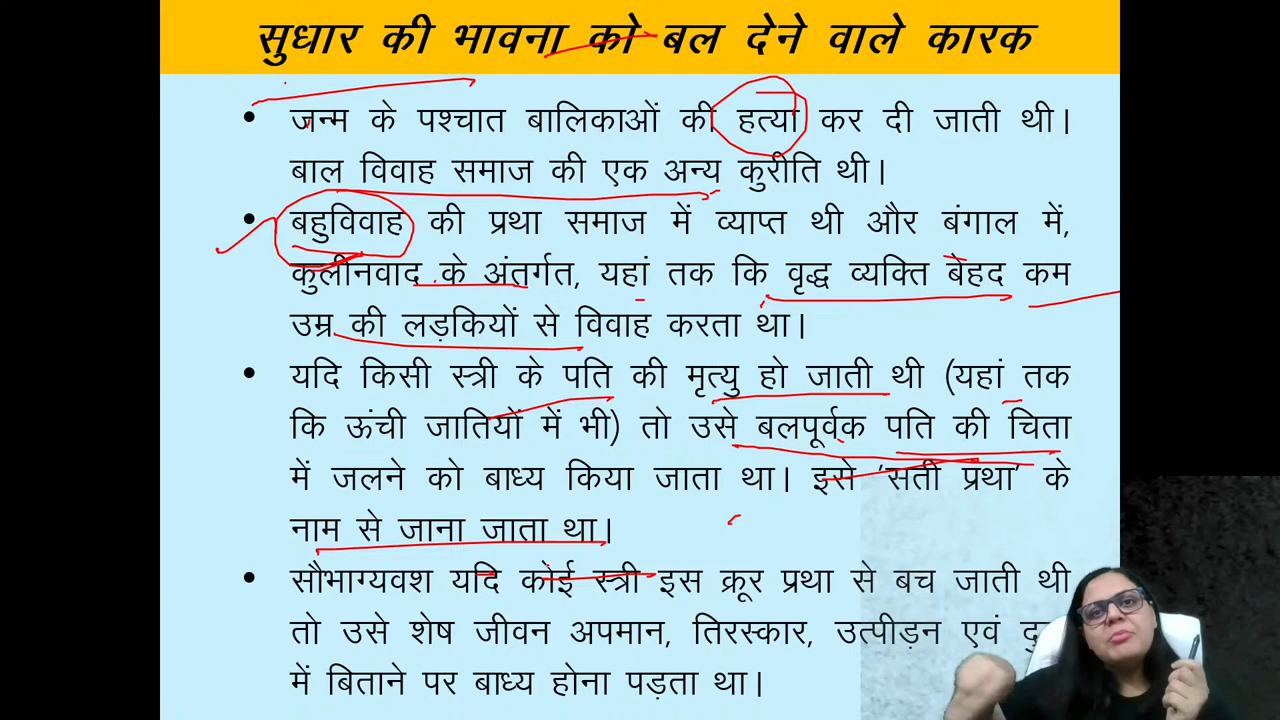 सुधार की भावना को बल देने वाले कारक
• जन्म के पश्चात बालिकाओं की हत्या कर दी जाती थी।
बाल विवाह समाज की एक अन्य कुरीति थी।
• बहुविवाह की प्रथा समाज में व्याप्त थी और बंगाल में,
कुलीनवाद के अंतर्गत, यहां तक कि वृद्ध व्यक्ति बेहद कम
उम्र की लड़कियों से विवाह करता था।
• यदि किसी स्त्री के पति की मृत्यु हो जाती थी (यहां तक
कि ऊंची जातियों में भी) तो उसे बलपूर्वक पति की चिता
में जलने को बाध्य किया जाता था। इसे 'सती प्रथा' के
नाम से जाना जाता था।
• सौभाग्यवश यदि कोई स्त्री इस क्रूर प्रथा से बच जाती थी
तो उसे शेष जीवन अपमान, तिरस्कार, उत्पीड़न एवं
में बिताने पर बाध्य होना पड़ता था।